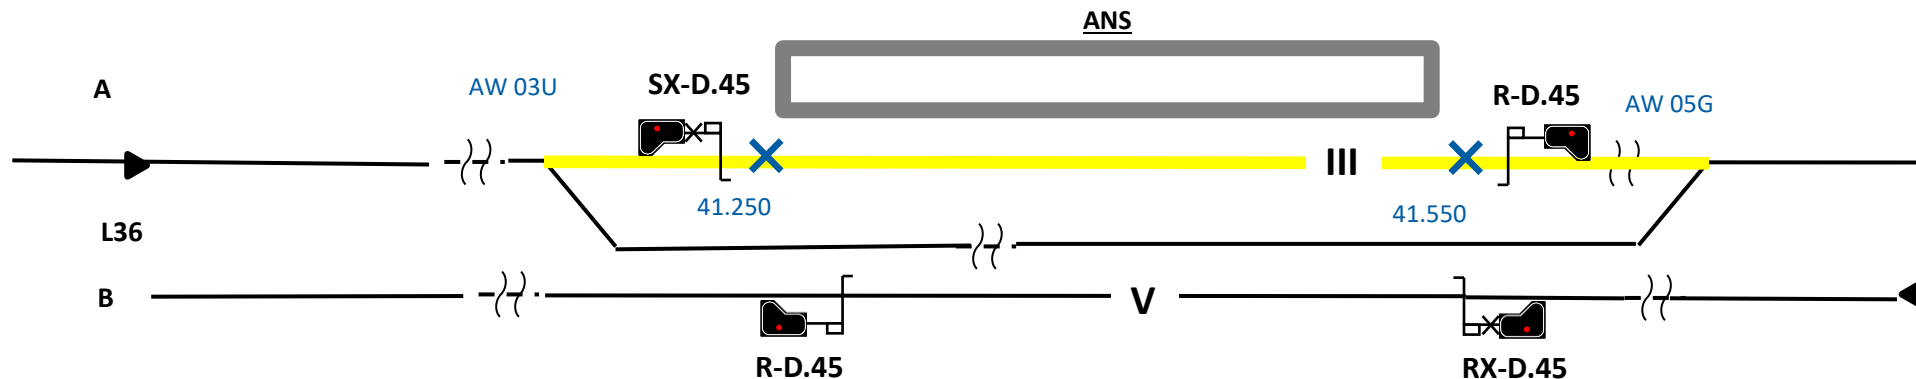 ANS
A
AW 03U
SX-D.45
R-D.45
AW 05G
III
41.250
41.550
L36
B
V
R-D.45
RX-D.45